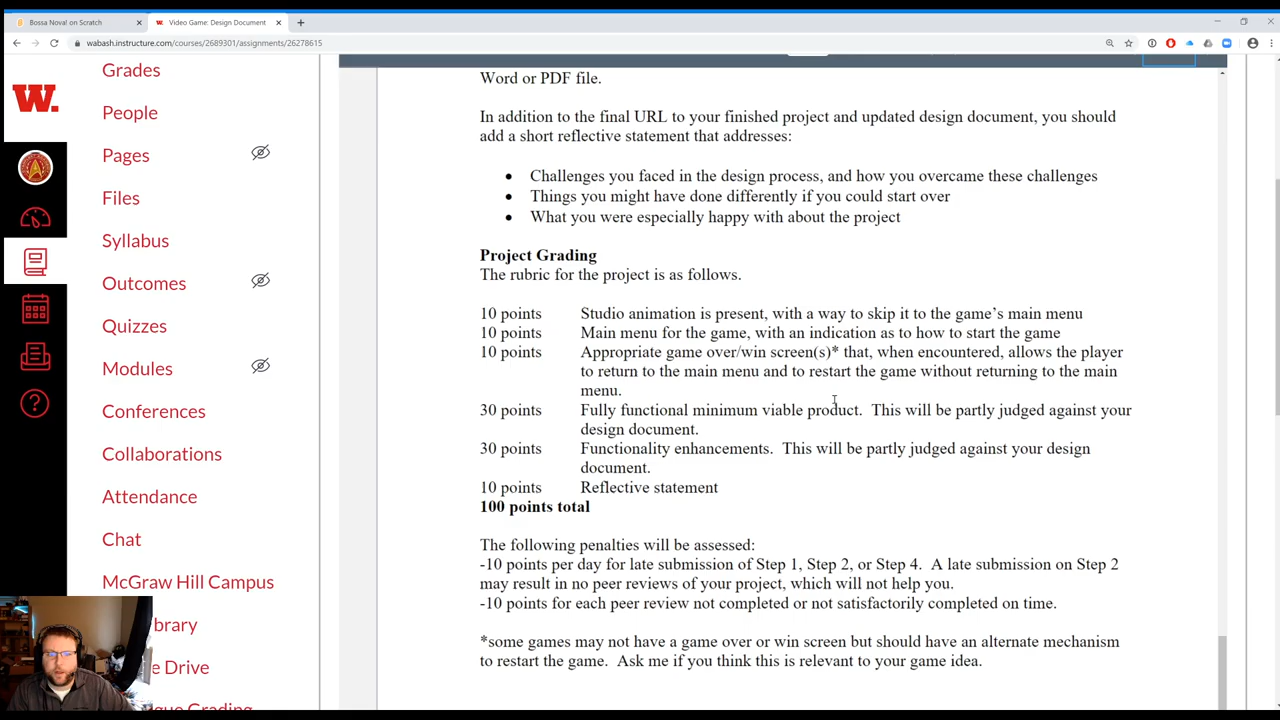 Bossa Nova! on Scratch
Video Game: Design Document
wabash.instructure.com/courses/2689301/assignments/26278615
W.
Grades
People
Pages
Files
Syllabus
Outcomes
Quizzes
Modules
Conferences
Collaborations
Attendance
Chat
McGraw Hill Campus
brary
e Drive
gue Grading
Word or PDF file.
In addition to the final URL to your finished project and updated design document, you should
add a short reflective statement that addresses:
• Challenges you faced in the design process, and how you overcame these challenges
• Things you might have done differently if you could start over
• What you were especially happy with about the project
Project Grading
The rubric for the project is as follows.
10 points Studio animation is present, with a way to skip it to the game's main menu
10 points Main menu for the game, with an indication as to how to start the game
10 points Appropriate game over/win screen(s)* that, when encountered, allows the player
to return to the main menu and to restart the game without returning to the main
menu.
30 points Fully functional minimum viable product. This will be partly judged against your
design document.
30 points Functionality enhancements. This will be partly judged against your design
document.
10 points Reflective statement
100 points total
The following penalties will be assessed:
-10 points per day for late submission of Step 1, Step 2, or Step 4. A late submission on Step 2
may result in no peer reviews of your project, which will not help you.
-10 points for each peer review not completed or not satisfactorily completed on time.
*some games may not have a game over or win screen but should have an alternate mechanism
to restart the game. Ask me if you think this is relevant to your game idea.